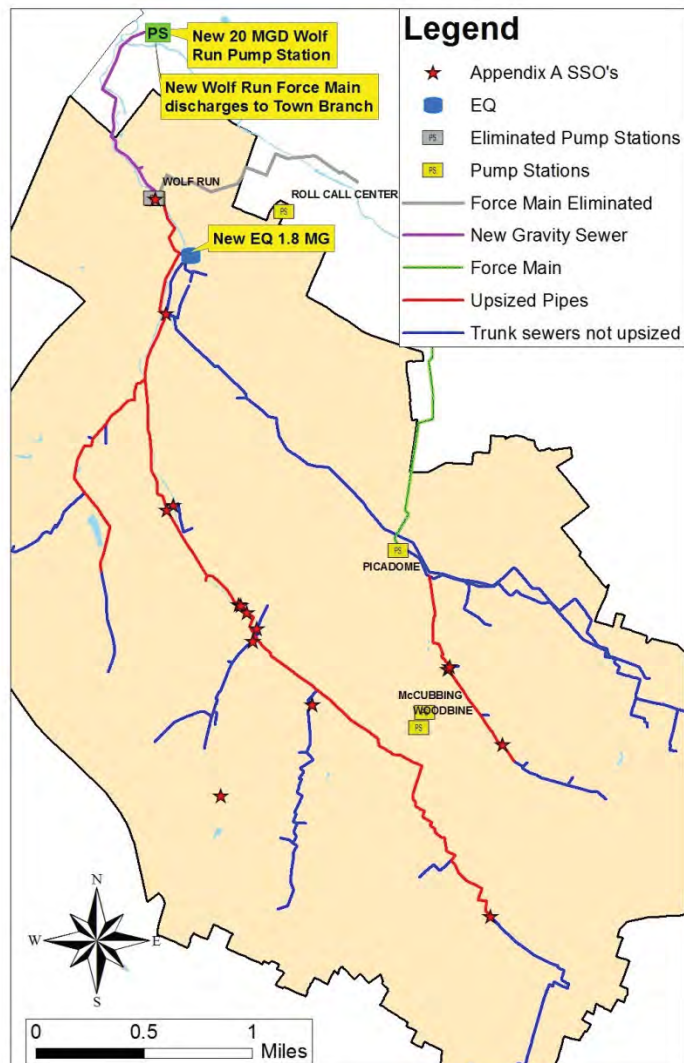 PS
New 20 MGD Wolf
Run Pump Station
New Wolf Run Force Main
discharges to Town Branch
Legend
Appendix A SSO's
EQ
PS
Eliminated Pump Stations
PS
Pump Stations
Force Main Eliminated
New Gravity Sewer
Force Main
Upsized Pipes
Trunk sewers not upsized
WOLF RUN
PS
ROLL CALL CENTER
PS
New EQ 1.8 MG
PS
PICADOME
McCUBBING
WOODBINE
PS
N
W
E
S
0
0.5
1
Miles